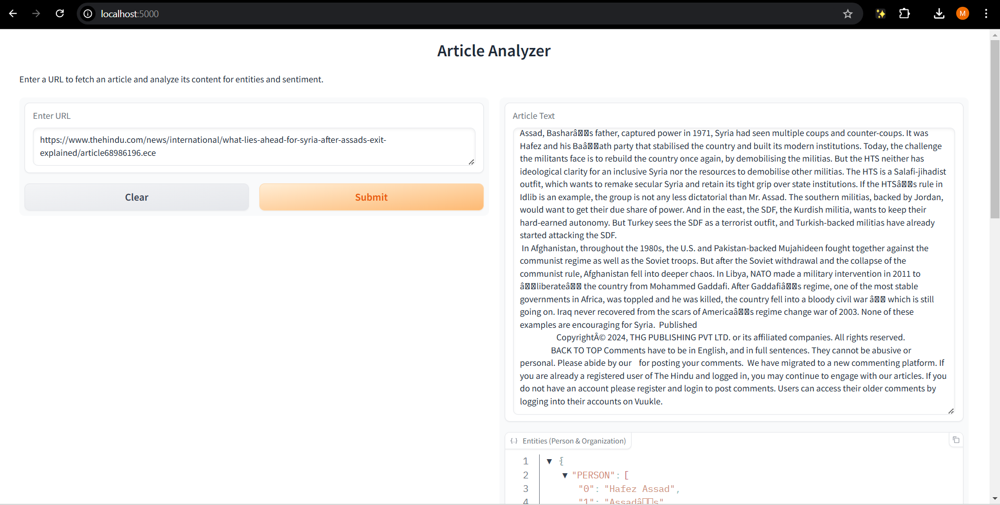 localhost:5000
M
Article Analyzer
Enter a URL to fetch an article and analyze its content for entities and sentiment.
Enter URL
https://www.thehindu.com/news/international/what-lies-ahead-for-syria-after-assads-exit-
explained/article68986196.ece
Clear
Submit
Article Text
Assad, Basharâs father, captured power in 1971, Syria had seen multiple coups and counter-coups. It was
Hafez and his Baâath party that stabilised the country and built its modern institutions. Today, the challenge
the militants face is to rebuild the country once again, by demobilising the militias. But the HTS neither has
ideological clarity for an inclusive Syria nor the resources to demobilise other militias. The HTS is a Salafi-jihadist
outfit, which wants to remake secular Syria and retain its tight grip over state institutions. If the HTSâs rule in
Idlib is an example, the group is not any less dictatorial than Mr. Assad. The southern militias, backed by Jordan,
would want to get their due share of power. And in the east, the SDF, the Kurdish militia, wants to keep their
hard-earned autonomy. But Turkey sees the SDF as a terrorist outfit, and Turkish-backed militias have already
started attacking the SDF.
In Afghanistan, throughout the 1980s, the U.S. and Pakistan-backed Mujahideen fought together against the
communist regime as well as the Soviet troops. But after the Soviet withdrawal and the collapse of the
communist rule, Afghanistan fell into deeper chaos. In Libya, NATO made a military intervention in 2011 to
âliberateâ the country from Mohammed Gaddafi. After Gaddafiâs regime, one of the most stable
governments in Africa, was toppled and he was killed, the country fell into a bloody civil war â which is still
going on. Iraq never recovered from the scars of Americaâs regime change war of 2003. None of these
examples are encouraging for Syria. Published
CopyrightÂ© 2024, THG PUBLISHING PVT LTD. or its affiliated companies. All rights reserved.
BACK TO TOP Comments have to be in English, and in full sentences. They cannot be abusive or
personal. Please abide by our for posting your comments. We have migrated to a new commenting platform. If
you are already a registered user of The Hindu and logged in, you may continue to engage with our articles. If you
do not have an account please register and login to post comments. Users can access their older comments by
logging into their accounts on Vuukle.
{..} Entities (Person & Organization)
1 ▼ {
2 ▼ "PERSON": [
3 "0": "Hafez Assad",
4 "1": "Assadâs"